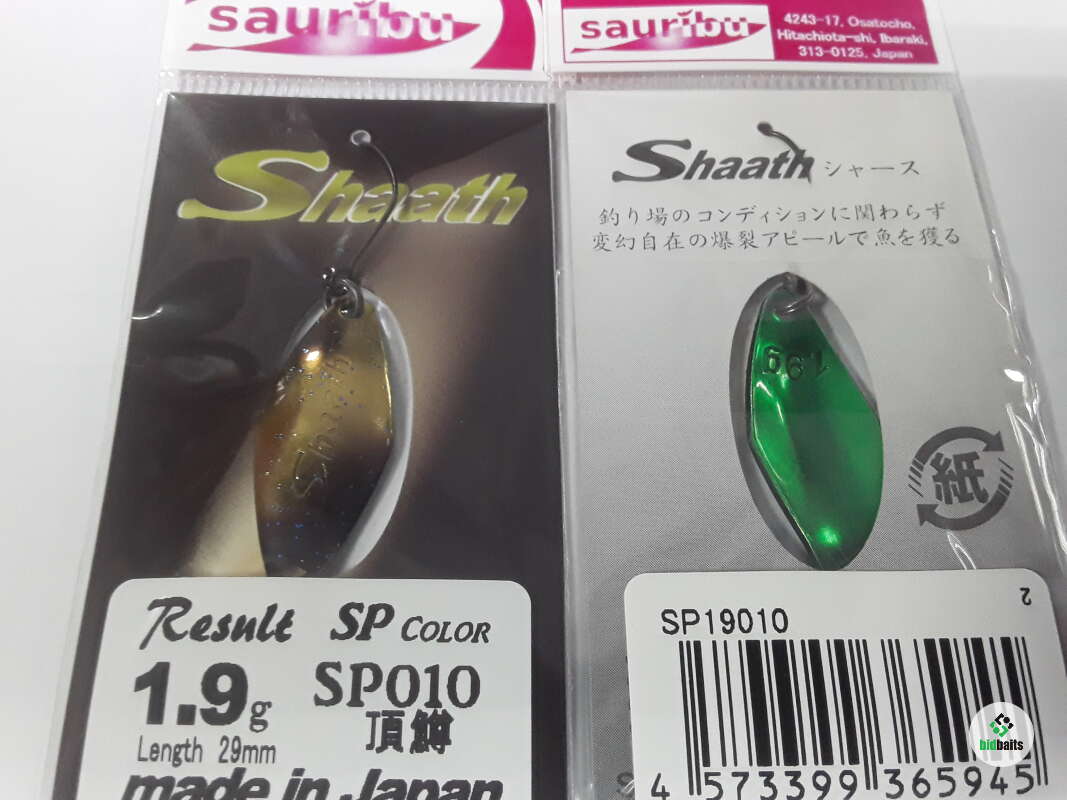 sauribu
Shaath
Shaath
Result SP COLOR
1.9g
SP010
頂鱒
Length 29mm
made in Japan
sauribu
4243-17, Osatocho,
Hitachiota-shi, Ibaraki,
313-0125, Japan
Shaath シャース
釣り場のコンディションに関わらず
変幻自在の爆裂アピールで魚を獲る
1.9g
紙
2
SP19010
4 573399 365945
bidbaits